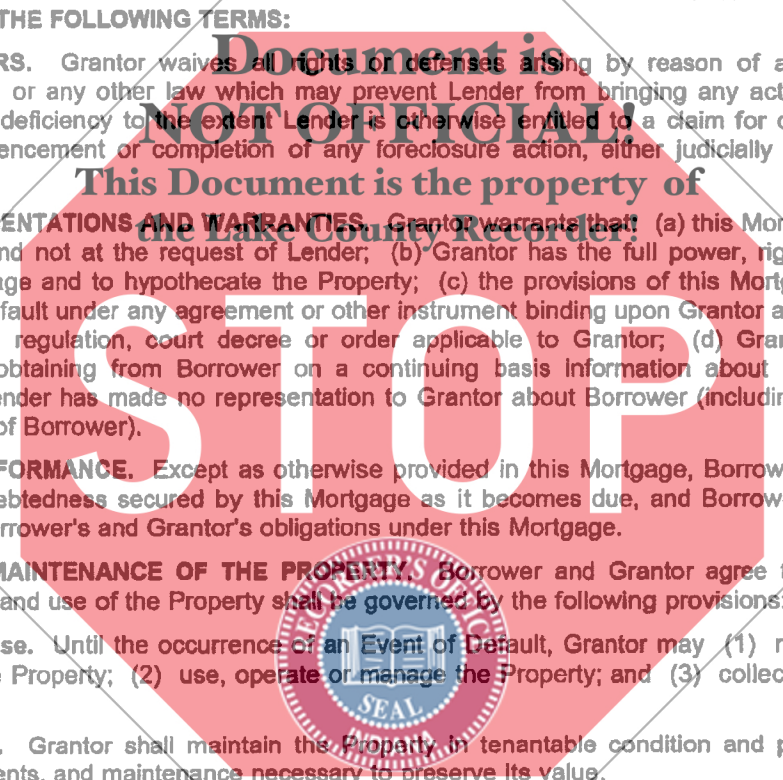 THE FOLLOWING TERMS:
Document is
RS. Grantor waives all rights or defenses arising by reason of a
or any other law which may prevent Lender from bringing any act
NOT OFFICIAL!
deficiency to the extent Lender is otherwise entitled to a claim for
encement or completion of any foreclosure action, either judicially
This Document is the property of
ENTATIONS AND WARRANTIES. Grantor warrants that: (a) this Mor
the Lake County Recorder!
nd not at the request of Lender; (b) Grantor has the full power, rig
age and to hypothecate the Property; (c) the provisions of this Mortg
fault under any agreement or other instrument binding upon Grantor a
regulation, court decree or order applicable to Grantor; (d) Gran
obtaining from Borrower on a continuing basis information about
ender has made no representation to Grantor about Borrower (includin
of Borrower).
STOP
FORMANCE. Except as otherwise provided in this Mortgage, Borrow
ebtedness secured by this Mortgage as it becomes due, and Borrow
rrower's and Grantor's obligations under this Mortgage.
MAINTENANCE OF THE PROPERTY. Borrower and Grantor agree
and use of the Property shall be governed by the following provisions:
RECORDER'S OFFICE
se. Until the occurrence of an Event of Default, Grantor may (1)
e Property; (2) use, operate or manage the Property; and (3) collec
SEAL
Grantor shall maintain the Property in tenantable condition and p
ents, and maintenance necessary to preserve its value.